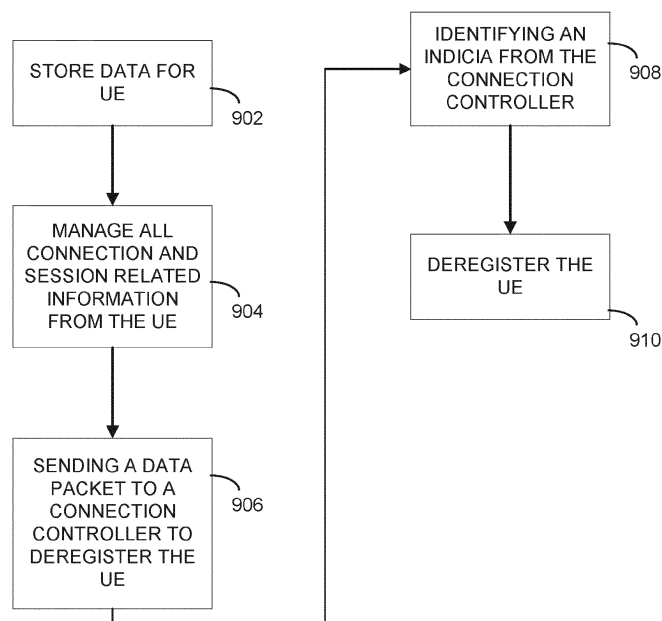 STORE DATA FOR
UE
902
MANAGE ALL
CONNECTION AND
SESSION RELATED
INFORMATION
FROM THE UE
904
SENDING A DATA
PACKET TO A
CONNECTION
CONTROLLER TO
DEREGISTER THE
UE
906
IDENTIFYING AN
INDICIA FROM THE
CONNECTION
CONTROLLER
908
DEREGISTER THE
UE
910